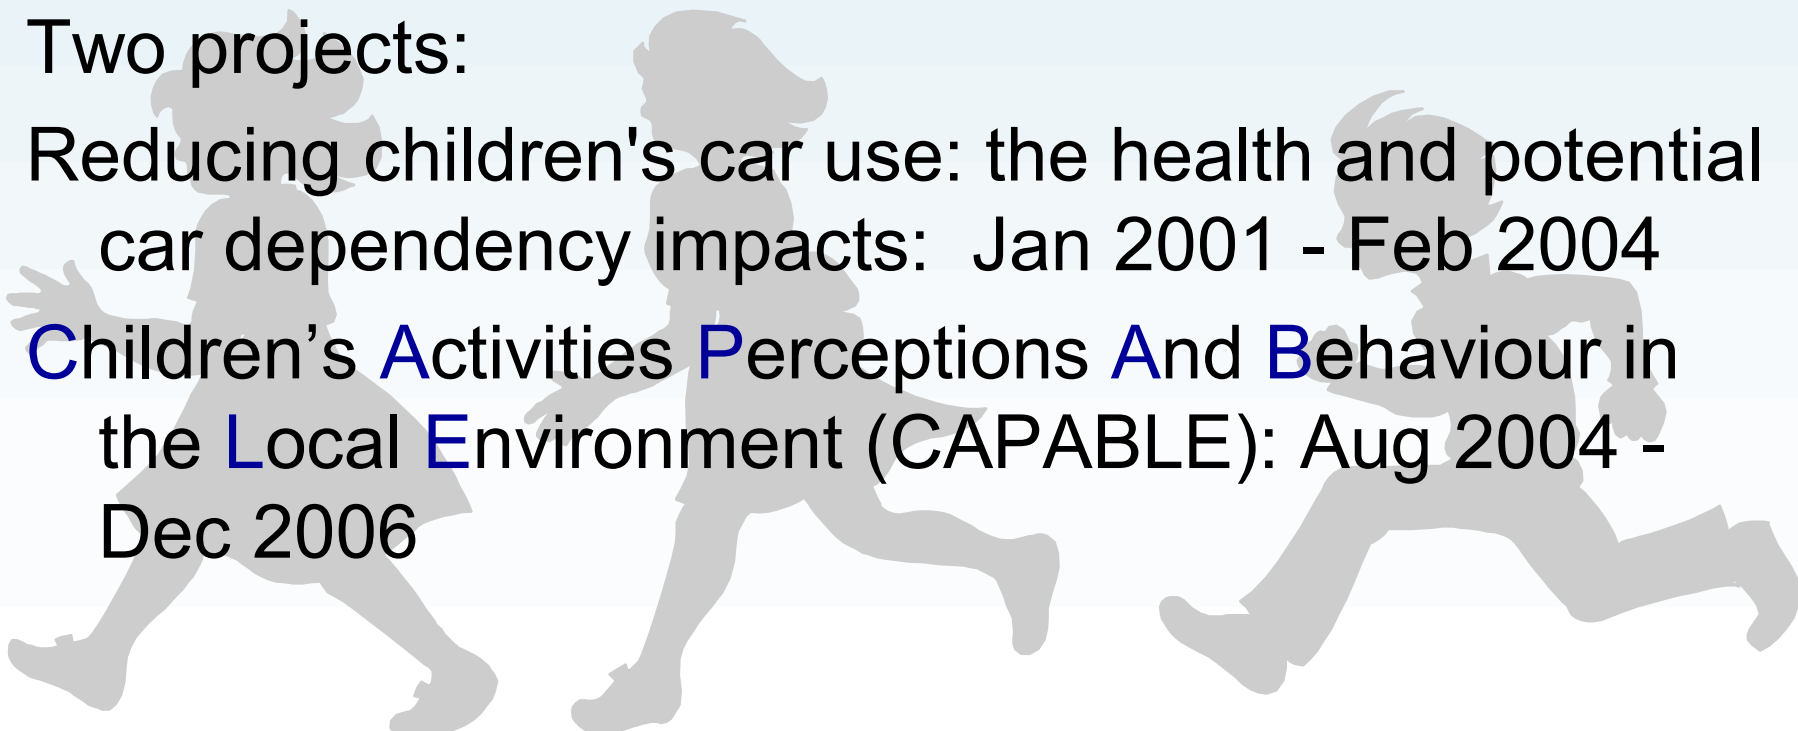 Two projects:
Reducing children's car use: the health and potential
car dependency impacts:  Jan 2001 - Feb 2004
Children’s Activities Perceptions And Behaviour in
the Local Environment (CAPABLE): Aug 2004 -
Dec 2006